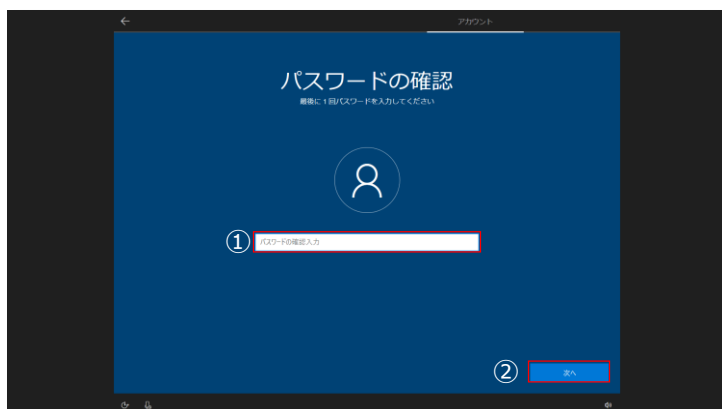 アカウント
パスワードの確認
最後に1回パスワードを入力してください
① パスワードの確認入力
② 次へ